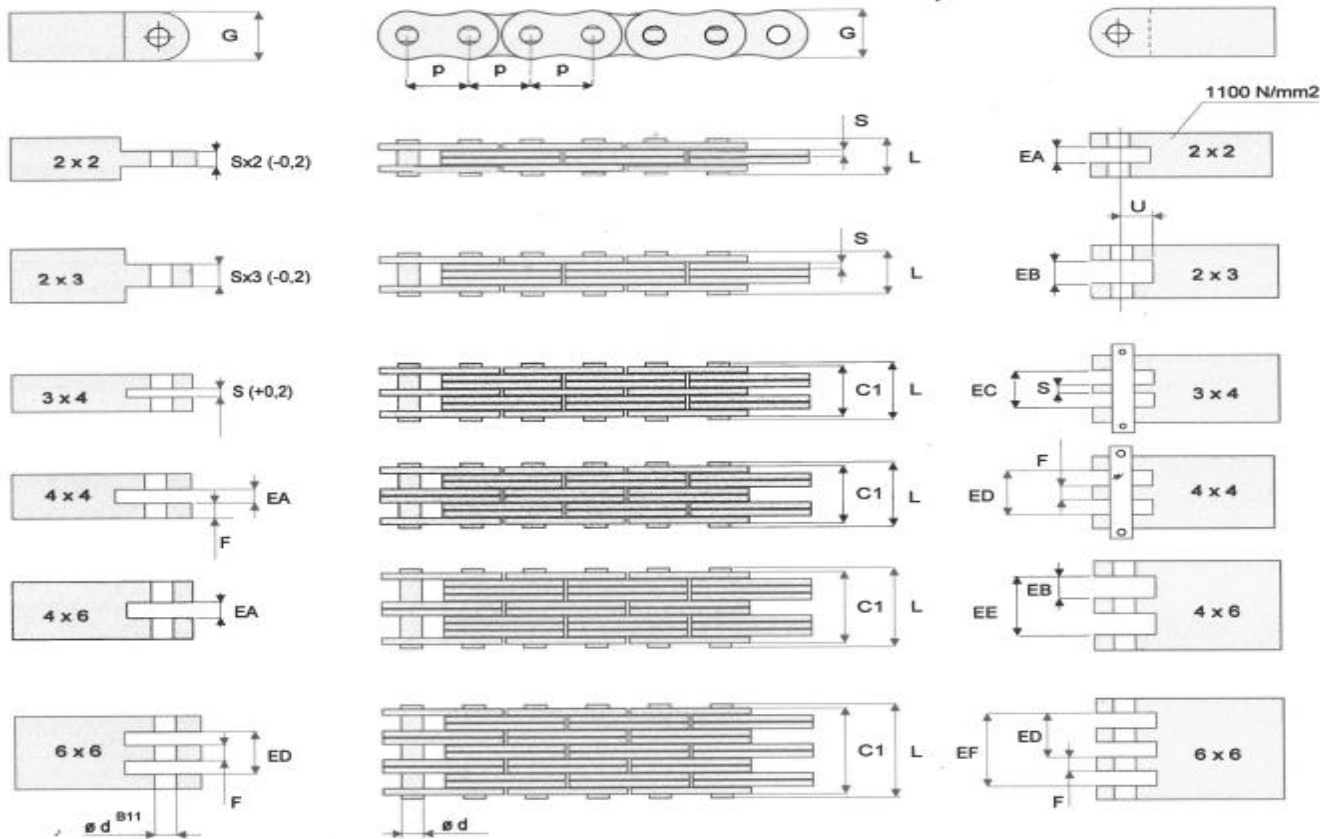 G
p
p
p
G
1100 N/mm2
2 x 2
Sx2 (-0,2)
S
L
EA
2 x 2
U
2 x 3
Sx3 (-0,2)
S
L
EB
2 x 3
3 x 4
S (+0,2)
C1
L
EC
S
3 x 4
4 x 4
EA
F
C1
L
F
ED
4 x 4
4 x 6
EA
C1
L
EB
EE
4 x 6
6 x 6
ED
F
C1
L
EF
ED
F
6 x 6
ø d B11
ø d